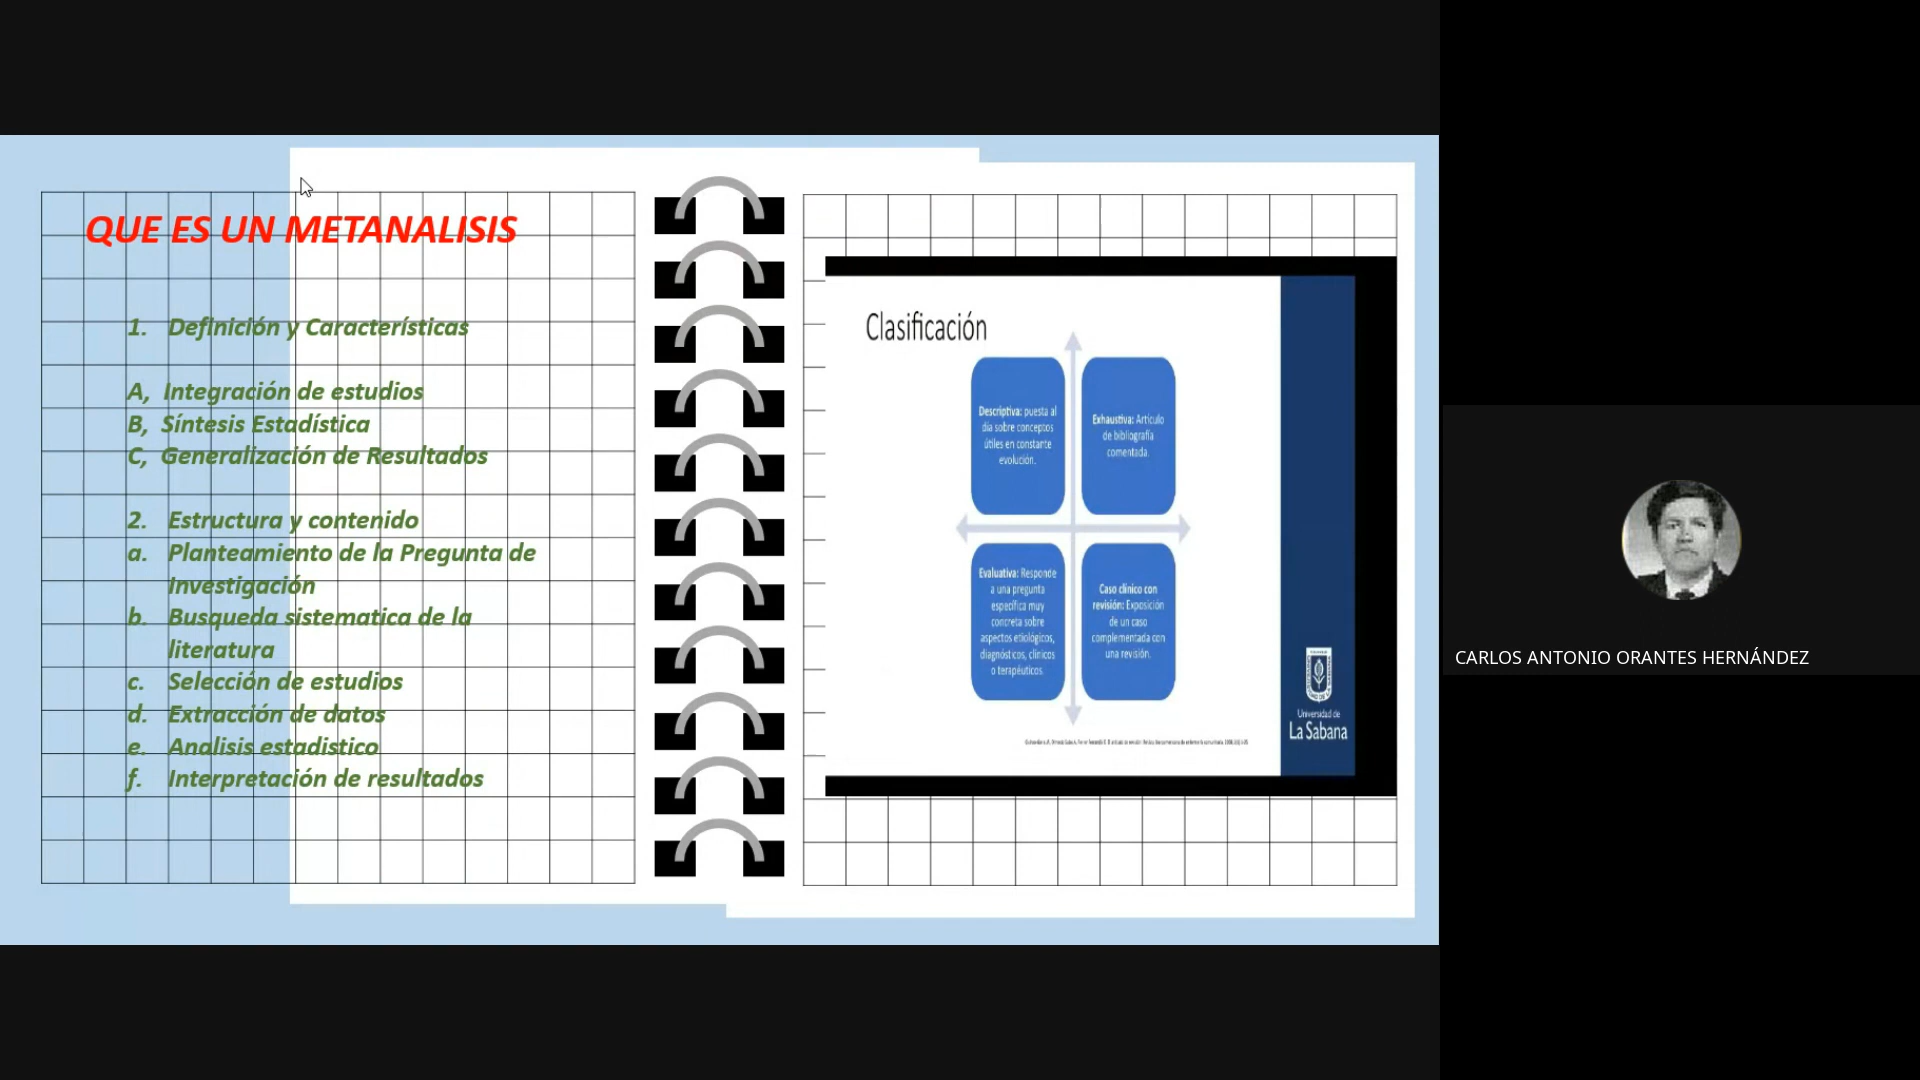 QUE ES UN METANALISIS
1. Definición y Características
A, Integración de estudios
B, Síntesis Estadística
C, Generalización de Resultados
2. Estructura y contenido
a. Planteamiento de la Pregunta de
Investigación
b. Busqueda sistematica de la
literatura
c. Selección de estudios
d. Extracción de datos
e. Analisis estadistico
f. Interpretación de resultados
Clasificación
Descriptiva: puesta al
día sobre conceptos
útiles en constante
evolución.
Exhaustiva: Artículo
de bibliografía
comentada.
Evaluativa: Responde
a una pregunta
específica muy
concreta sobre
aspectos etiológicos,
diagnósticos, clínicos
o terapéuticos.
Caso clínico con
revisión: Exposición
de un caso
complementada con
una revisión.
Universidad de
La Sabana
CARLOS ANTONIO ORANTES HERNÁNDEZ